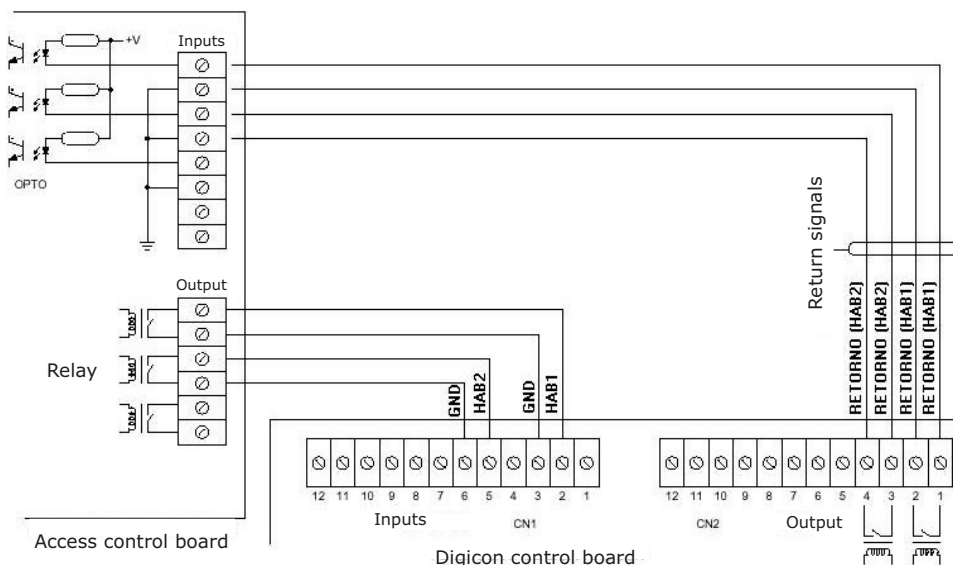 +V
Inputs
OPTO
Output
Relay
Access control board
GND
HAB2
GND
HAB1
12 11 10 9 8 7 6 5 4 3 2 1
Inputs
CN1
Digicon control board
Return signals
RETORNO (HAB2)
RETORNO (HAB2)
RETORNO (HAB1)
RETORNO (HAB1)
12 11 10 9 8 7 6 5 4 3 2 1
CN2
Output